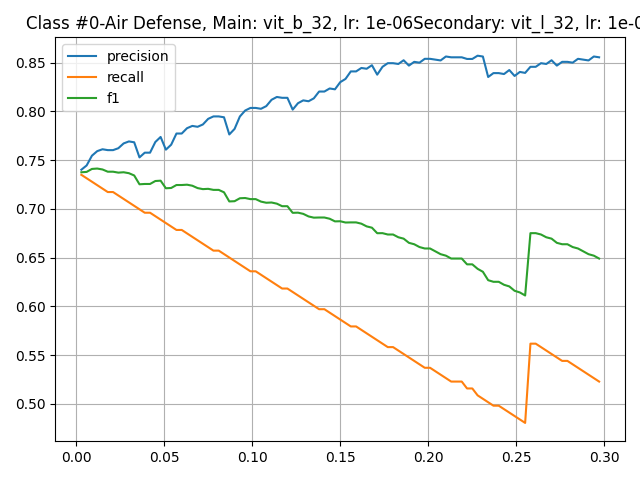 Class #0-Air Defense, Main: vit_b_32, lr: 1e-06Secondary: vit_l_32, lr: 1e-0
precision
recall
f1
0.85
0.80
0.75
0.70
0.65
0.60
0.55
0.50
0.00 0.05 0.10 0.15 0.20 0.25 0.30